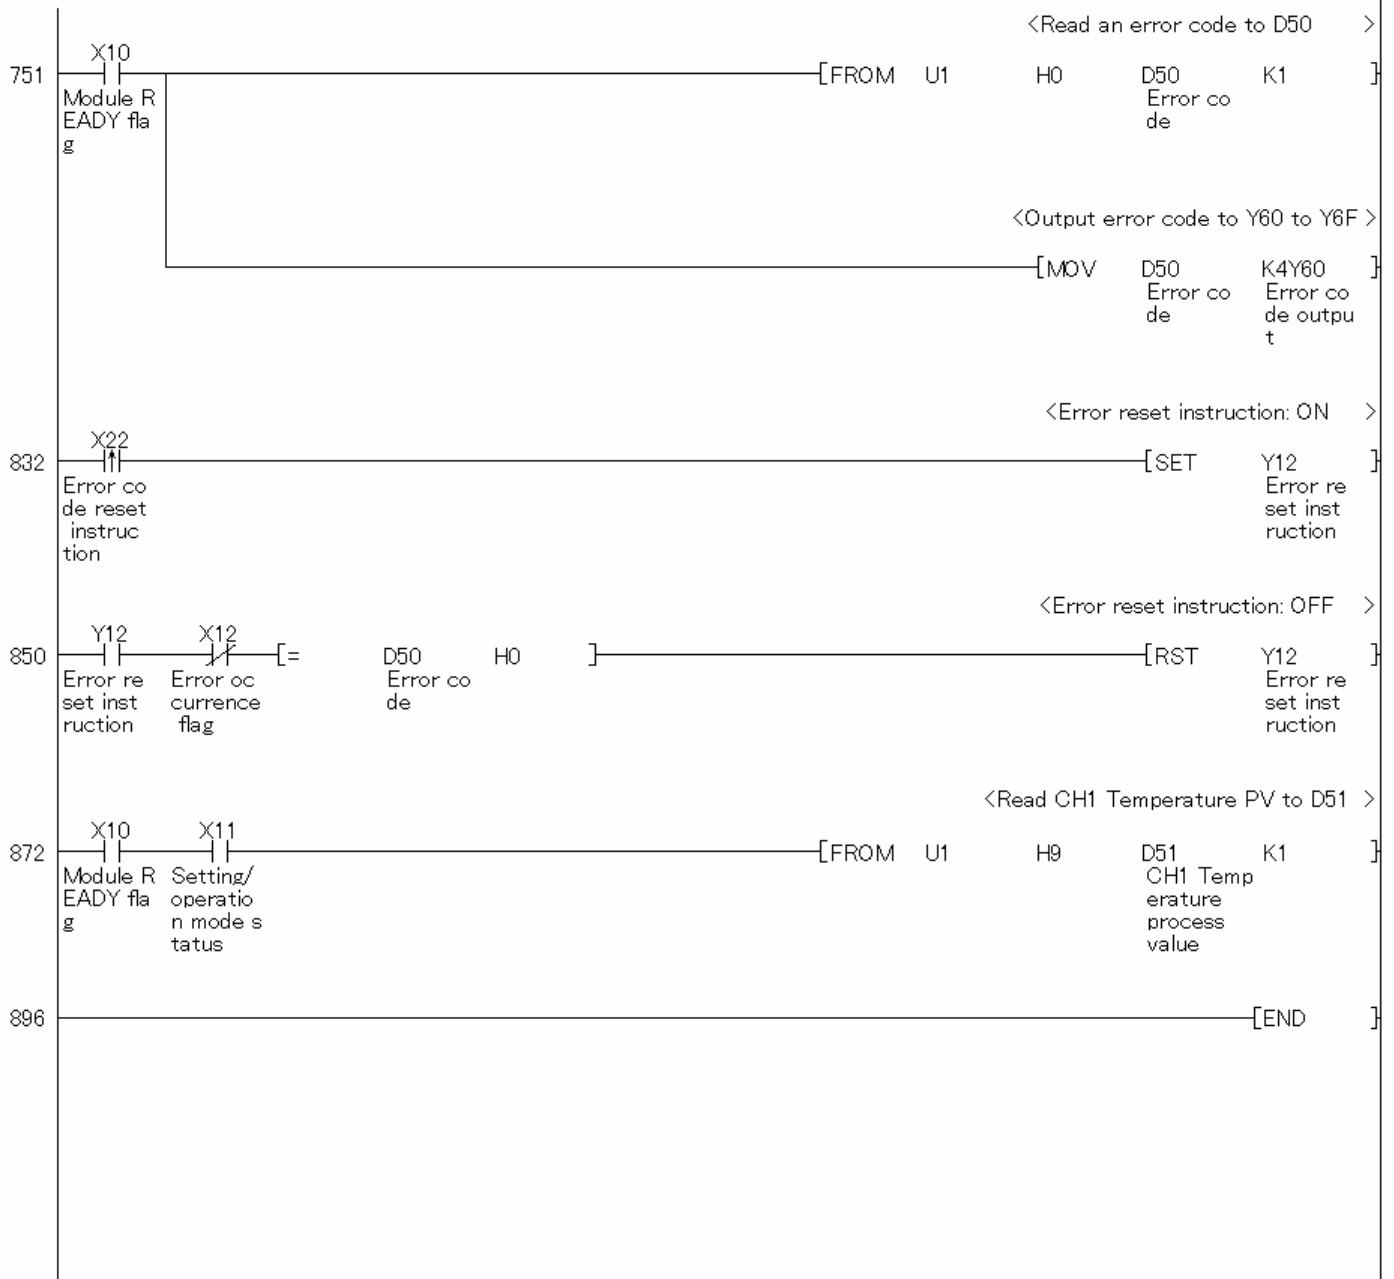 <Read an error code to D50 >
X10
751 [FROM U1 H0 D50 K1 ]
Module R Error co
EADY fla de
g
<Output error code to Y60 to Y6F >
[MOV D50 K4Y60 ]
Error co Error co
de de outpu
t
<Error reset instruction: ON >
X22
832 [SET Y12 ]
Error co Error re
de reset set inst
instruc ruction
tion
<Error reset instruction: OFF >
Y12 X12
850 [= D50 H0 ] [RST Y12 ]
Error re Error oc Error co Error re
set inst currence de set inst
ruction flag ruction
<Read CH1 Temperature PV to D51 >
X10 X11
872 [FROM U1 H9 D51 K1 ]
Module R Setting/ CH1 Temp
EADY fla operatio erature
g n mode s process
tatus value
896 [END ]